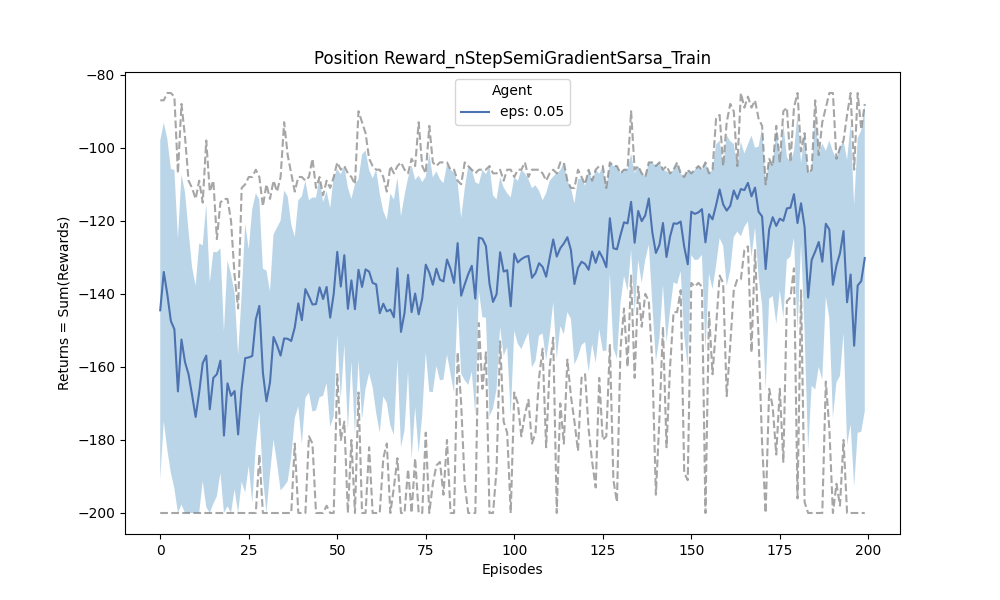 Position Reward_nStepSemiGradientSarsa_Train
Agent
eps: 0.05
Returns = Sum(Rewards)
−80
−100
−120
−140
−160
−180
−200
0 25 50 75 100 125 150 175 200
Episodes